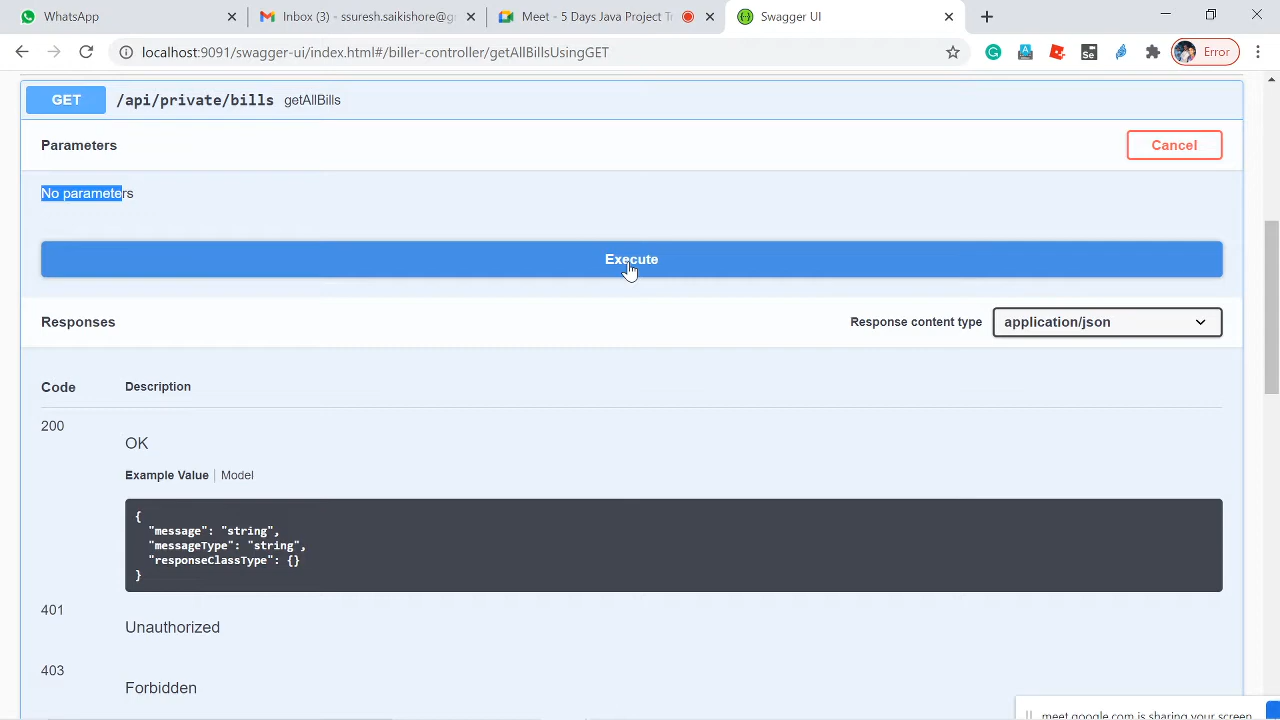 WhatsApp
Inbox (3) - ssuresh.saikishore@g
Meet - 5 Days Java Project T
Swagger UI
localhost:9091/swagger-ui/index.html#/biller-controller/getAllBillsUsingGET
Error
GET /api/private/bills getAllBills
Parameters
Cancel
No parameters
Execute
Responses
Response content type
application/json
Code Description
200
OK
Example Value | Model
{
"message": "string",
"messageType": "string",
"responseClassType": {}
}
401
Unauthorized
403
Forbidden
meet.google.com is sharing your screen.